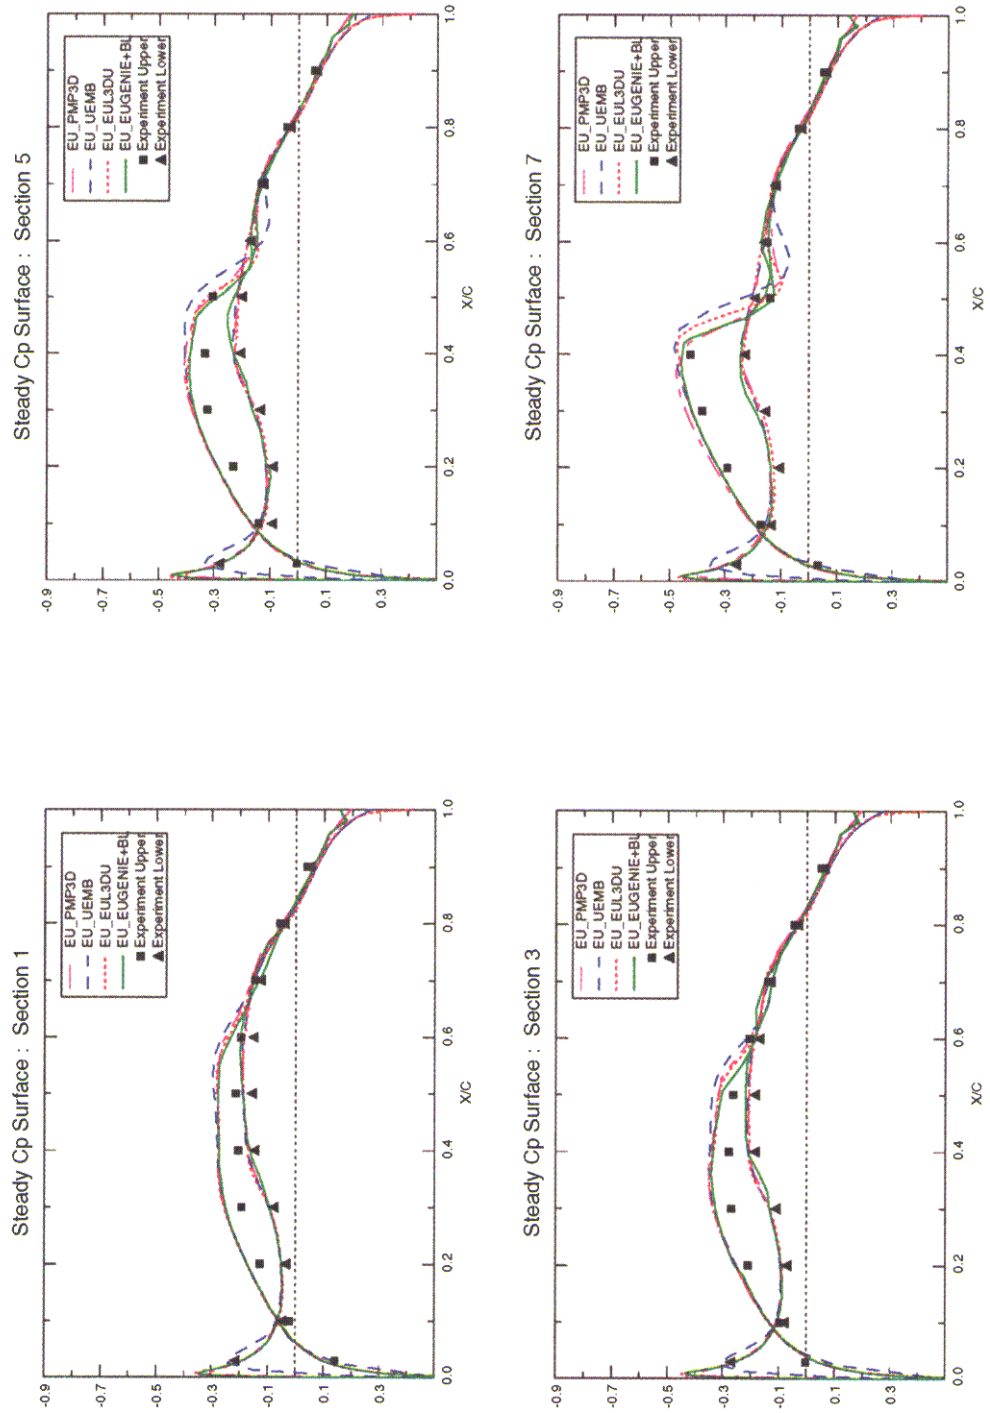 Steady Cp Surface : Section 1
EU_PMP3D
EU_UEMB
EU_EUL3DU
EU_EUGENIE+BL
Experiment Upper
Experiment Lower
-0.9
-0.7
-0.5
-0.3
-0.1
0.1
0.3
0.0
0.2
0.4
0.6
0.8
1.0
X/C
Steady Cp Surface : Section 5
EU_PMP3D
EU_UEMB
EU_EUL3DU
EU_EUGENIE+BL
Experiment Upper
Experiment Lower
-0.9
-0.7
-0.5
-0.3
-0.1
0.1
0.3
0.0
0.2
0.4
0.6
0.8
1.0
X/C
Steady Cp Surface : Section 3
EU_PMP3D
EU_UEMB
EU_EUL3DU
EU_EUGENIE+BL
Experiment Upper
Experiment Lower
-0.9
-0.7
-0.5
-0.3
-0.1
0.1
0.3
0.0
0.2
0.4
0.6
0.8
1.0
X/C
Steady Cp Surface : Section 7
EU_PMP3D
EU_UEMB
EU_EUL3DU
EU_EUGENIE+BL
Experiment Upper
Experiment Lower
-0.9
-0.7
-0.5
-0.3
-0.1
0.1
0.3
0.0
0.2
0.4
0.6
0.8
1.0
X/C